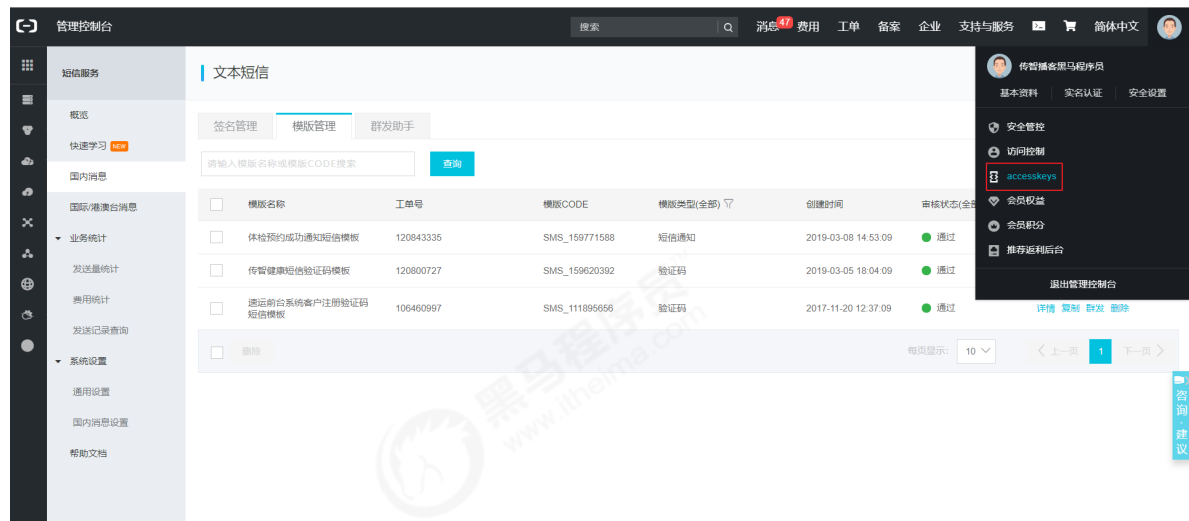 管理控制台
搜索
消息 47 费用 工单 备案 企业 支持与服务 简体中文
传智播客黑马程序员
基本资料 实名认证 安全设置
安全管控
访问控制
accesskeys
会员权益
会员积分
推荐返利后台
退出管理控制台
短信服务
概览
快速学习 NEW
国内消息
国际/港澳台消息
业务统计
发送量统计
费用统计
发送记录查询
系统设置
通用设置
国内消息设置
帮助文档
文本短信
签名管理 模版管理 群发助手
请输入模版名称或模版CODE搜索 查询
模版名称 工单号 模版CODE 模版类型(全部) 创建时间 审核状态(全部
体检预约成功通知短信模板 120843335 SMS_159771588 短信通知 2019-03-08 14:53:09 通过
传智健康短信验证码模板 120800727 SMS_159620392 验证码 2019-03-05 18:04:09 通过
速运前台系统客户注册验证码
短信模板 106460997 SMS_111895656 验证码 2017-11-20 12:37:09 通过 详情 复制 群发 删除
删除 每页显示: 10 上一页 1 下一页
咨询·建议
黑马程序员
www.itheima.com